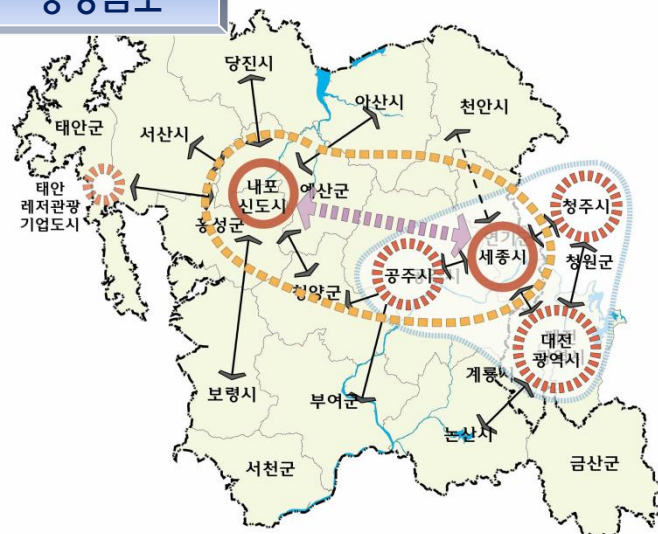 당진시
아산시
천안시
태안군
서산시
태안
레저관광
기업도시
내포
신도시
예산군
홍성군
청주시
연기군
세종시
공주시
청원군
청양군
대전
광역시
계룡시
보령시
부여군
논산시
서천군
금산군